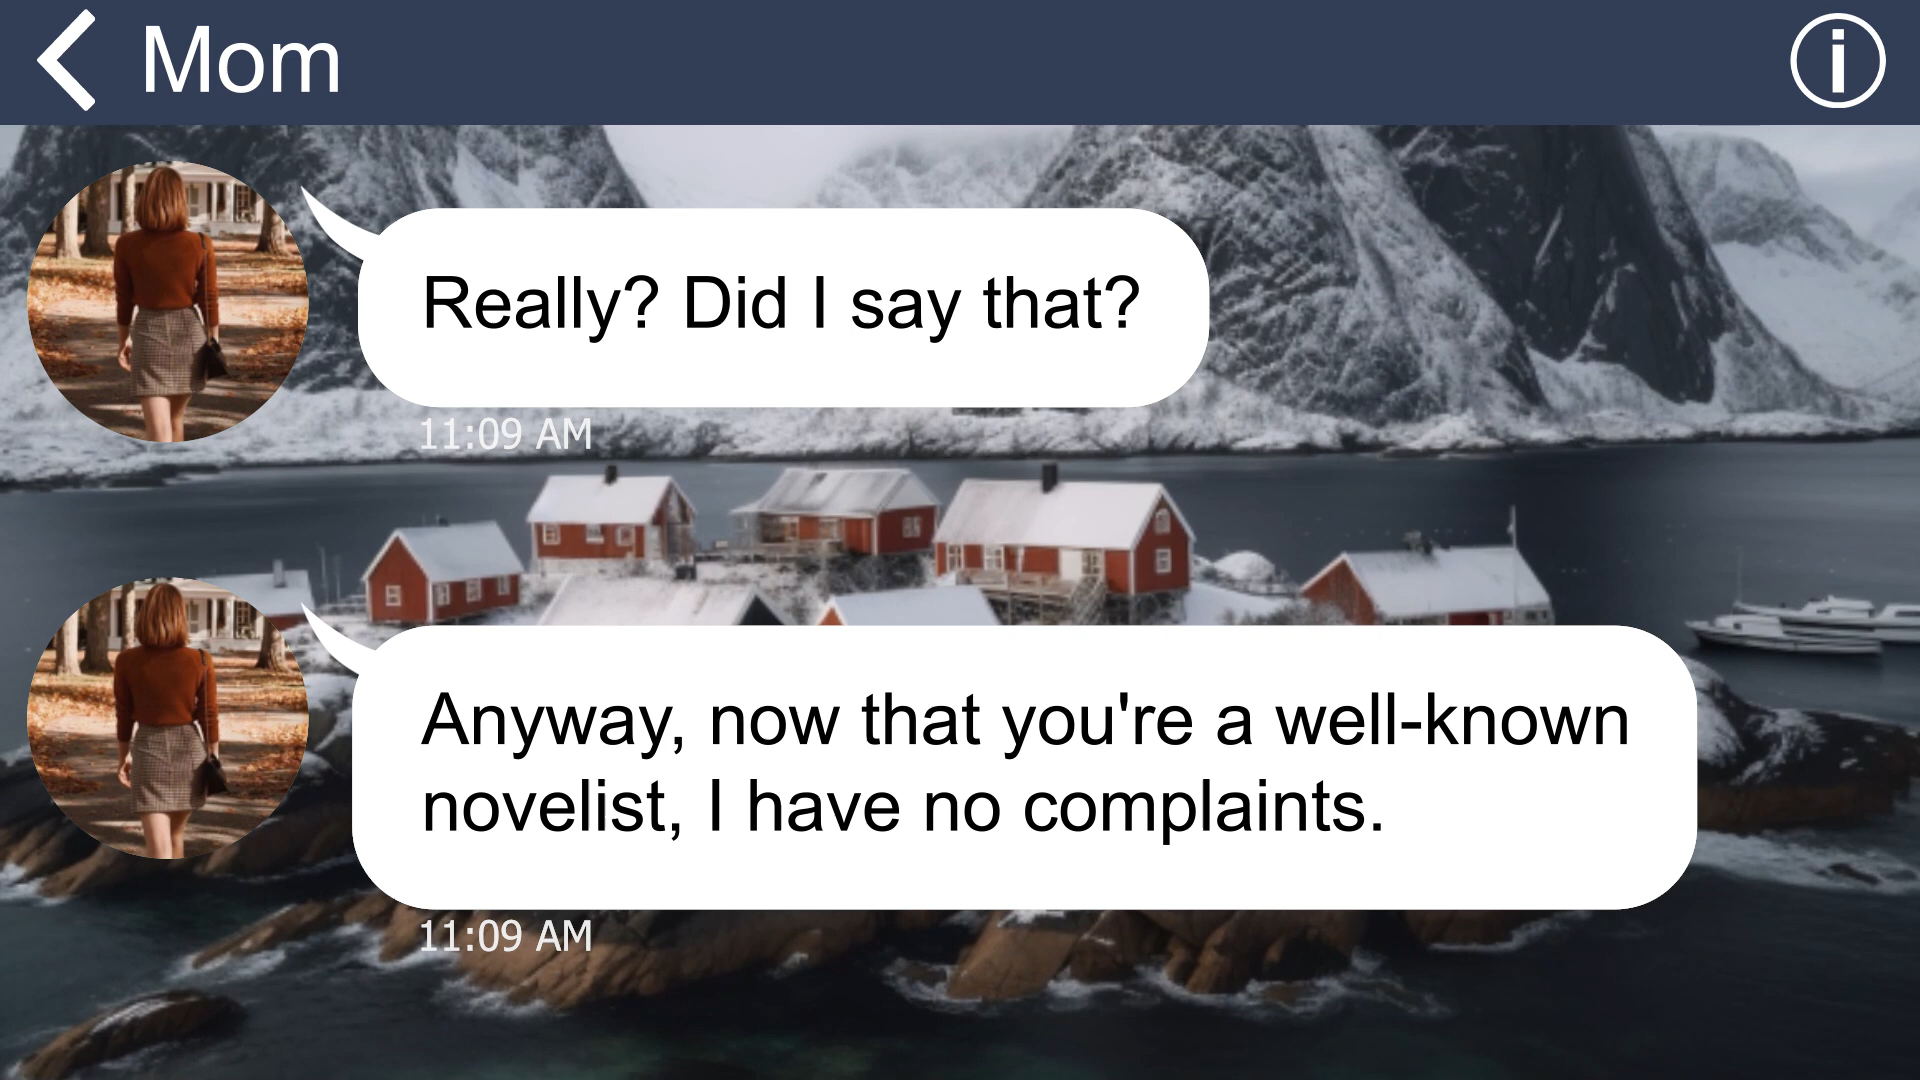 Mom
Really? Did I say that?
11:09 AM
Anyway, now that you're a well-known
novelist, I have no complaints.
11:09 AM